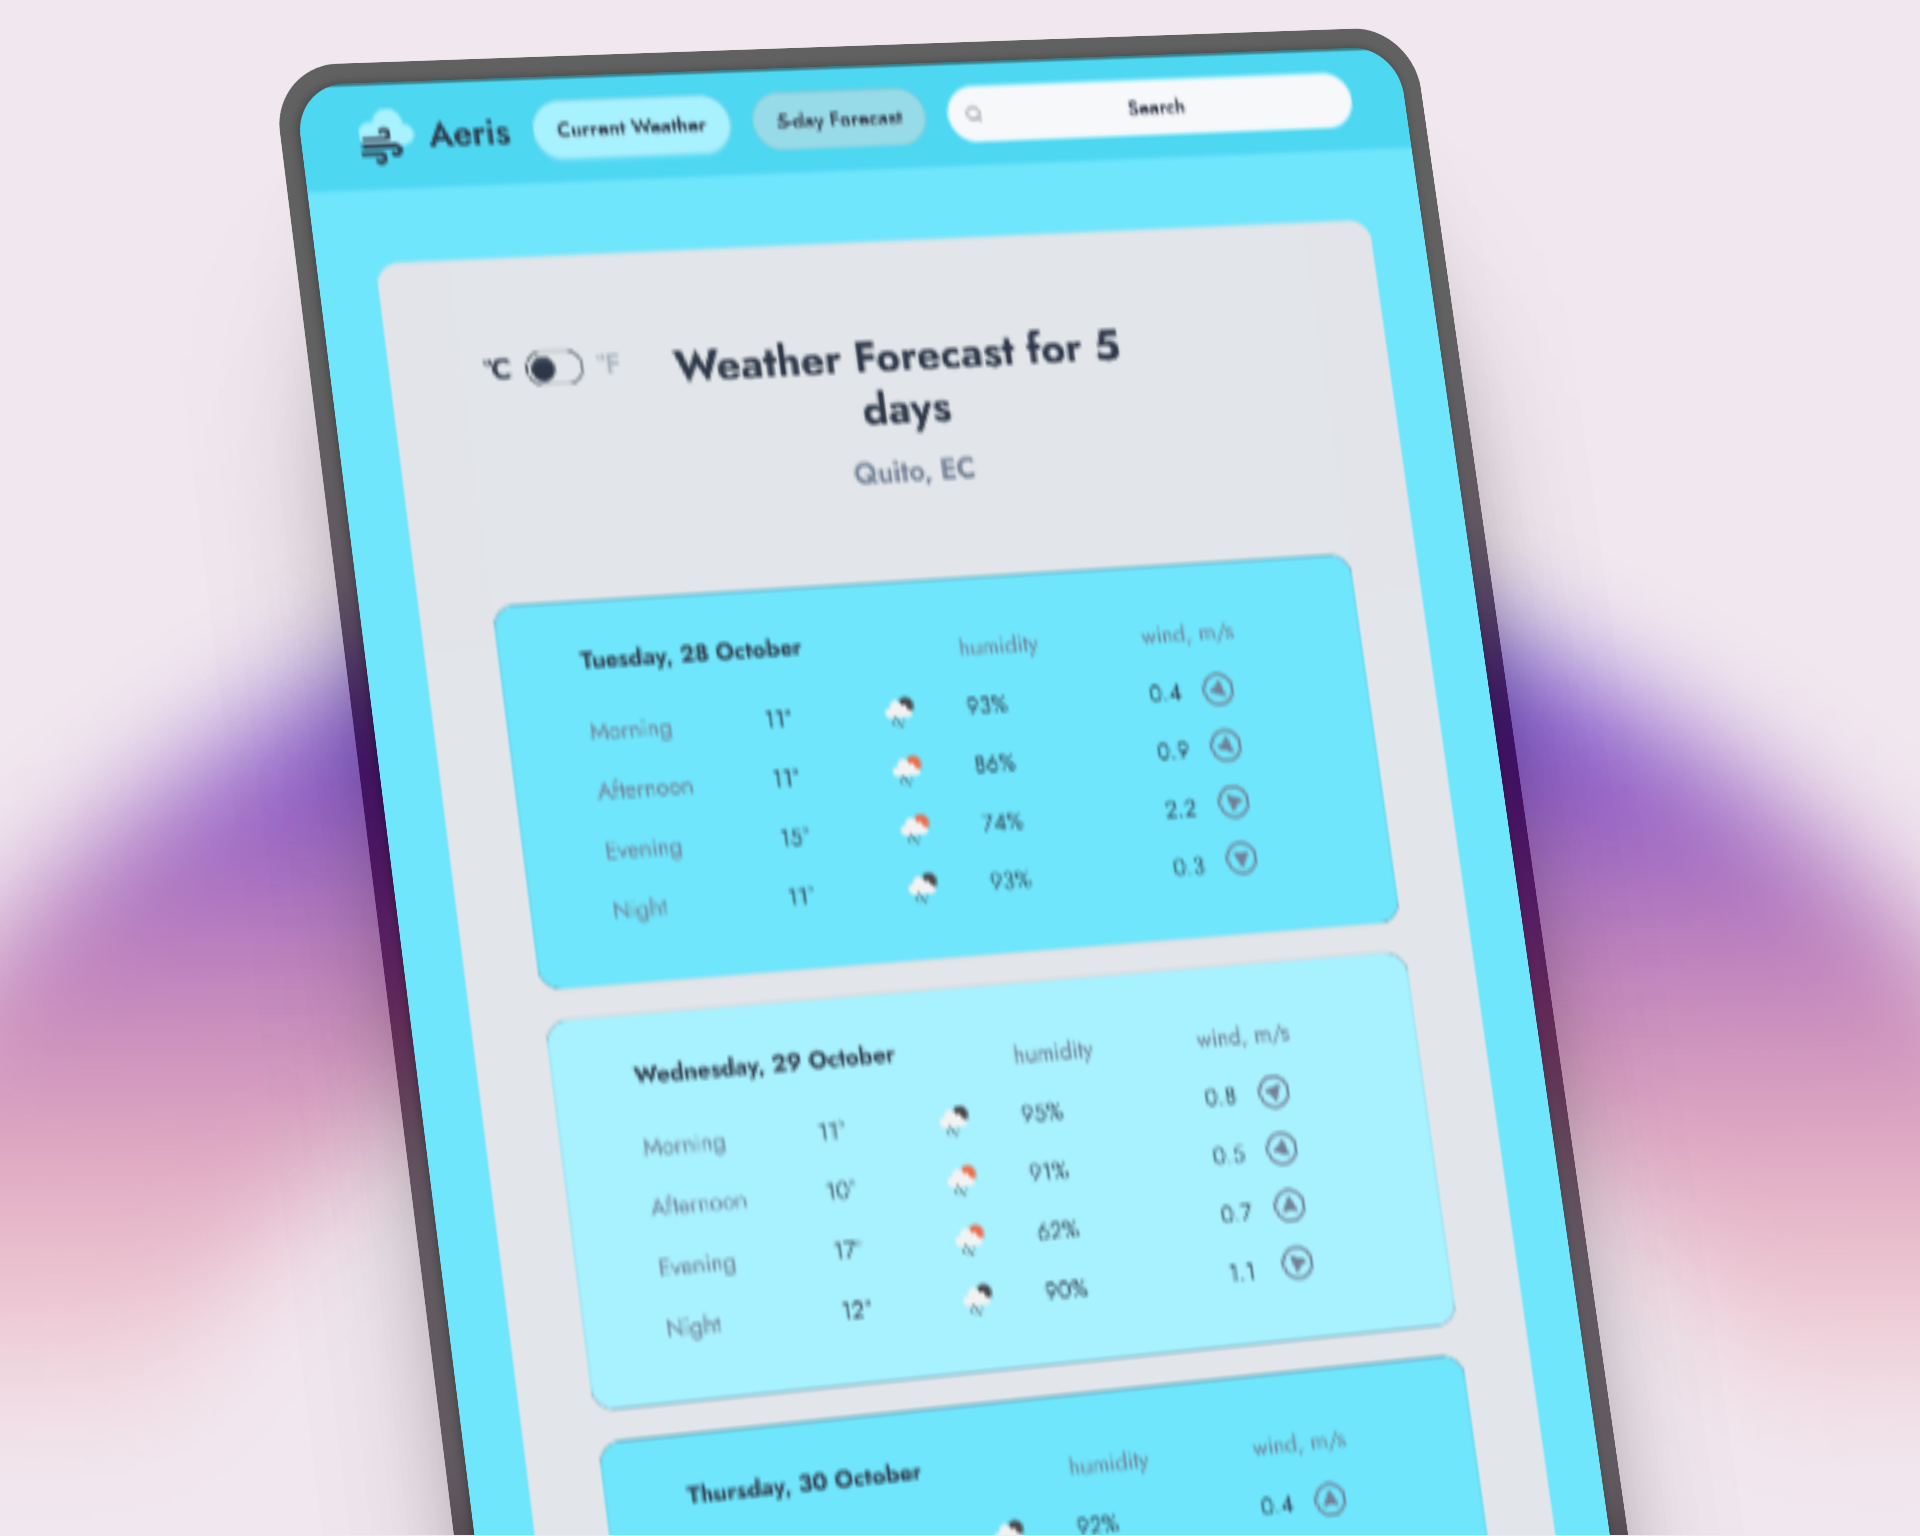 Aeris
Current Weather
5-day Forecast
Search
°C
°F
Weather Forecast for 5
days
Quito, EC
Tuesday, 28 October humidity wind, m/s
Morning 11° 93% 0.4
Afternoon 11° 86% 0.9
Evening 15° 74% 2.2
Night 11° 93% 0.3
Wednesday, 29 October humidity wind, m/s
Morning 11° 95% 0.8
Afternoon 10° 91% 0.5
Evening 17° 62% 0.7
Night 12° 90% 1.1
Thursday, 30 October humidity wind, m/s
92% 0.4